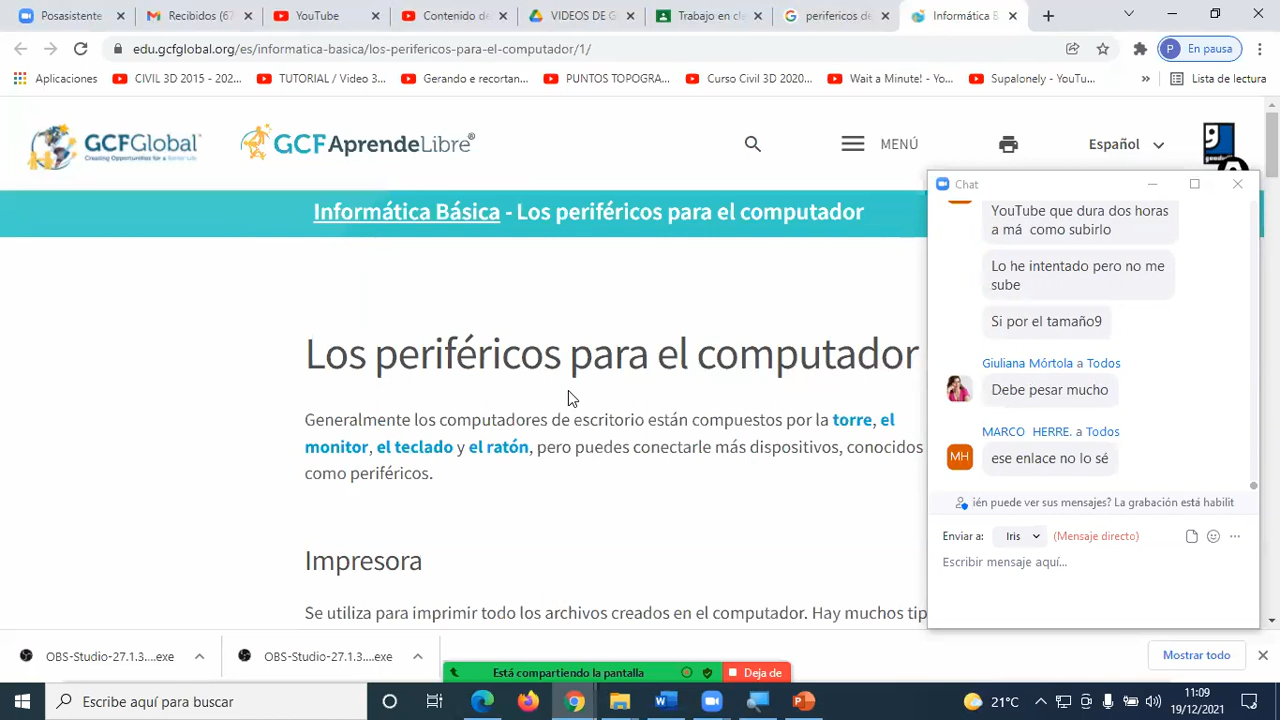 Posasistente
Recibidos (67
YouTube
Contenido de
VIDEOS DE G
Trabajo en cl
perifericos de
Informática B
edu.gcfglobal.org/es/informatica-basica/los-perifericos-para-el-computador/1/
P En pausa
Aplicaciones
CIVIL 3D 2015 - 202...
TUTORIAL / Video 3...
Gerando e recortan...
PUNTOS TOPOGRA...
Curso Civil 3D 2020...
Wait a Minute! - Yo...
Supalonely - YouTu...
»
Lista de lectura
GCFGlobal
Creating Opportunities for a Better Life
GCFAprendeLibre
MENÚ
Español
Informática Básica - Los periféricos para el computador
Los periféricos para el computador
Generalmente los computadores de escritorio están compuestos por la torre, el
monitor, el teclado y el ratón, pero puedes conectarle más dispositivos, conocidos
como periféricos.
Impresora
Se utiliza para imprimir todo los archivos creados en el computador. Hay muchos tip
Chat
YouTube que dura dos horas
a má como subirlo
Lo he intentado pero no me
sube
Si por el tamaño9
Giuliana Mórtola a Todos
Debe pesar mucho
MARCO HERRE. a Todos
MH
ese enlace no lo sé
ién puede ver sus mensajes? La grabación está habilit
Enviar a: Iris (Mensaje directo)
Escribir mensaje aquí...
OBS-Studio-27.1.3....exe
OBS-Studio-27.1.3....exe
Mostrar todo
Está compartiendo la pantalla
Deja de
Escribe aquí para buscar
21°C
11:09
19/12/2021